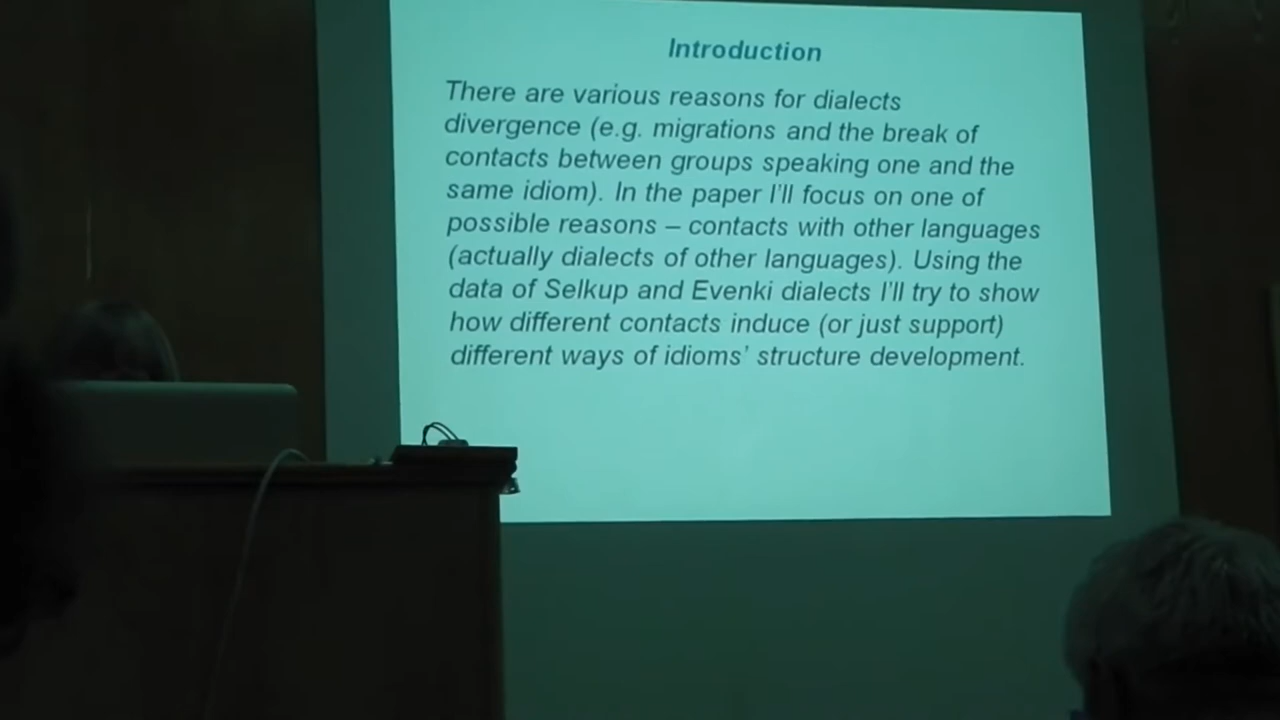 Introduction
There are various reasons for dialects
divergence (e.g. migrations and the break of
contacts between groups speaking one and the
same idiom). In the paper I'll focus on one of
possible reasons – contacts with other languages
(actually dialects of other languages). Using the
data of Selkup and Evenki dialects I'll try to show
how different contacts induce (or just support)
different ways of idioms' structure development.